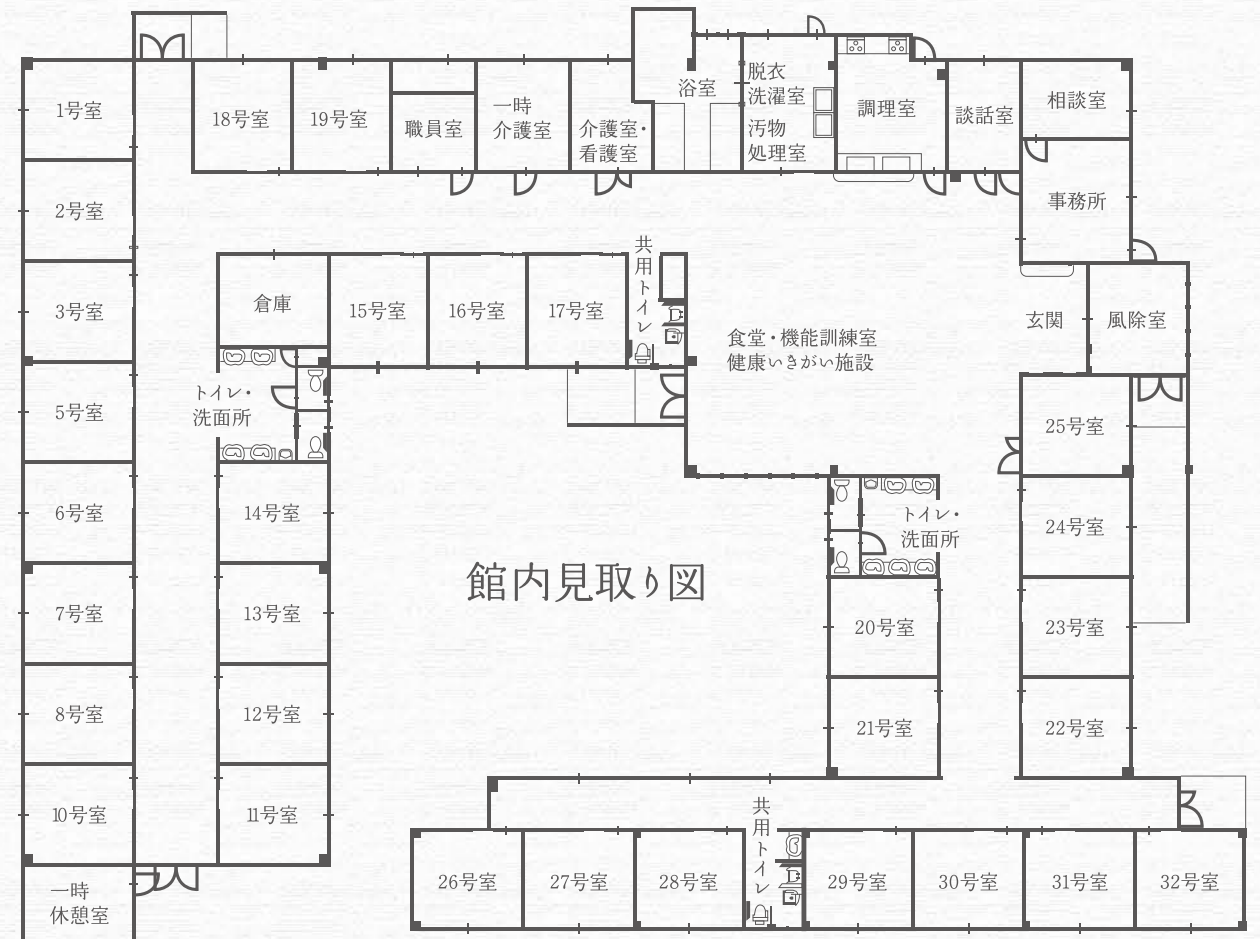 1号室
18号室
19号室
職員室
一時
介護室
介護室・
看護室
浴室
脱衣
洗濯室
汚物
処理室
調理室
談話室
相談室
事務所
2号室
3号室
5号室
6号室
7号室
8号室
10号室
一時
休憩室
倉庫
15号室
16号室
17号室
共用トイレ
トイレ・
洗面所
14号室
13号室
12号室
11号室
食堂・機能訓練室
健康いきがい施設
玄関
風除室
25号室
24号室
23号室
22号室
トイレ・
洗面所
20号室
21号室
館内見取り図
26号室
27号室
28号室
共用トイレ
29号室
30号室
31号室
32号室